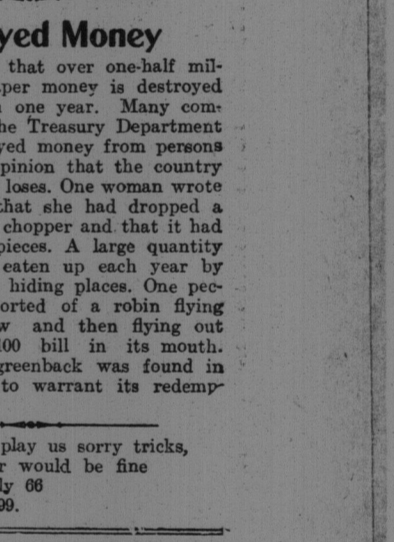 yed Money
that over one-half mil-
per money is destroyed
one year. Many com-
he Treasury Department
yed money from persons
pinion that the country
loses. One woman wrote
that she had dropped a
chopper and that it had
pieces. A large quantity
eaten up each year by
hiding places. One pec-
orted of a robin flying
w and then flying out
100 bill in its mouth.
greenback was found in
to warrant its redemp-
play us sorry tricks,
r would be fine
ly 66
99.